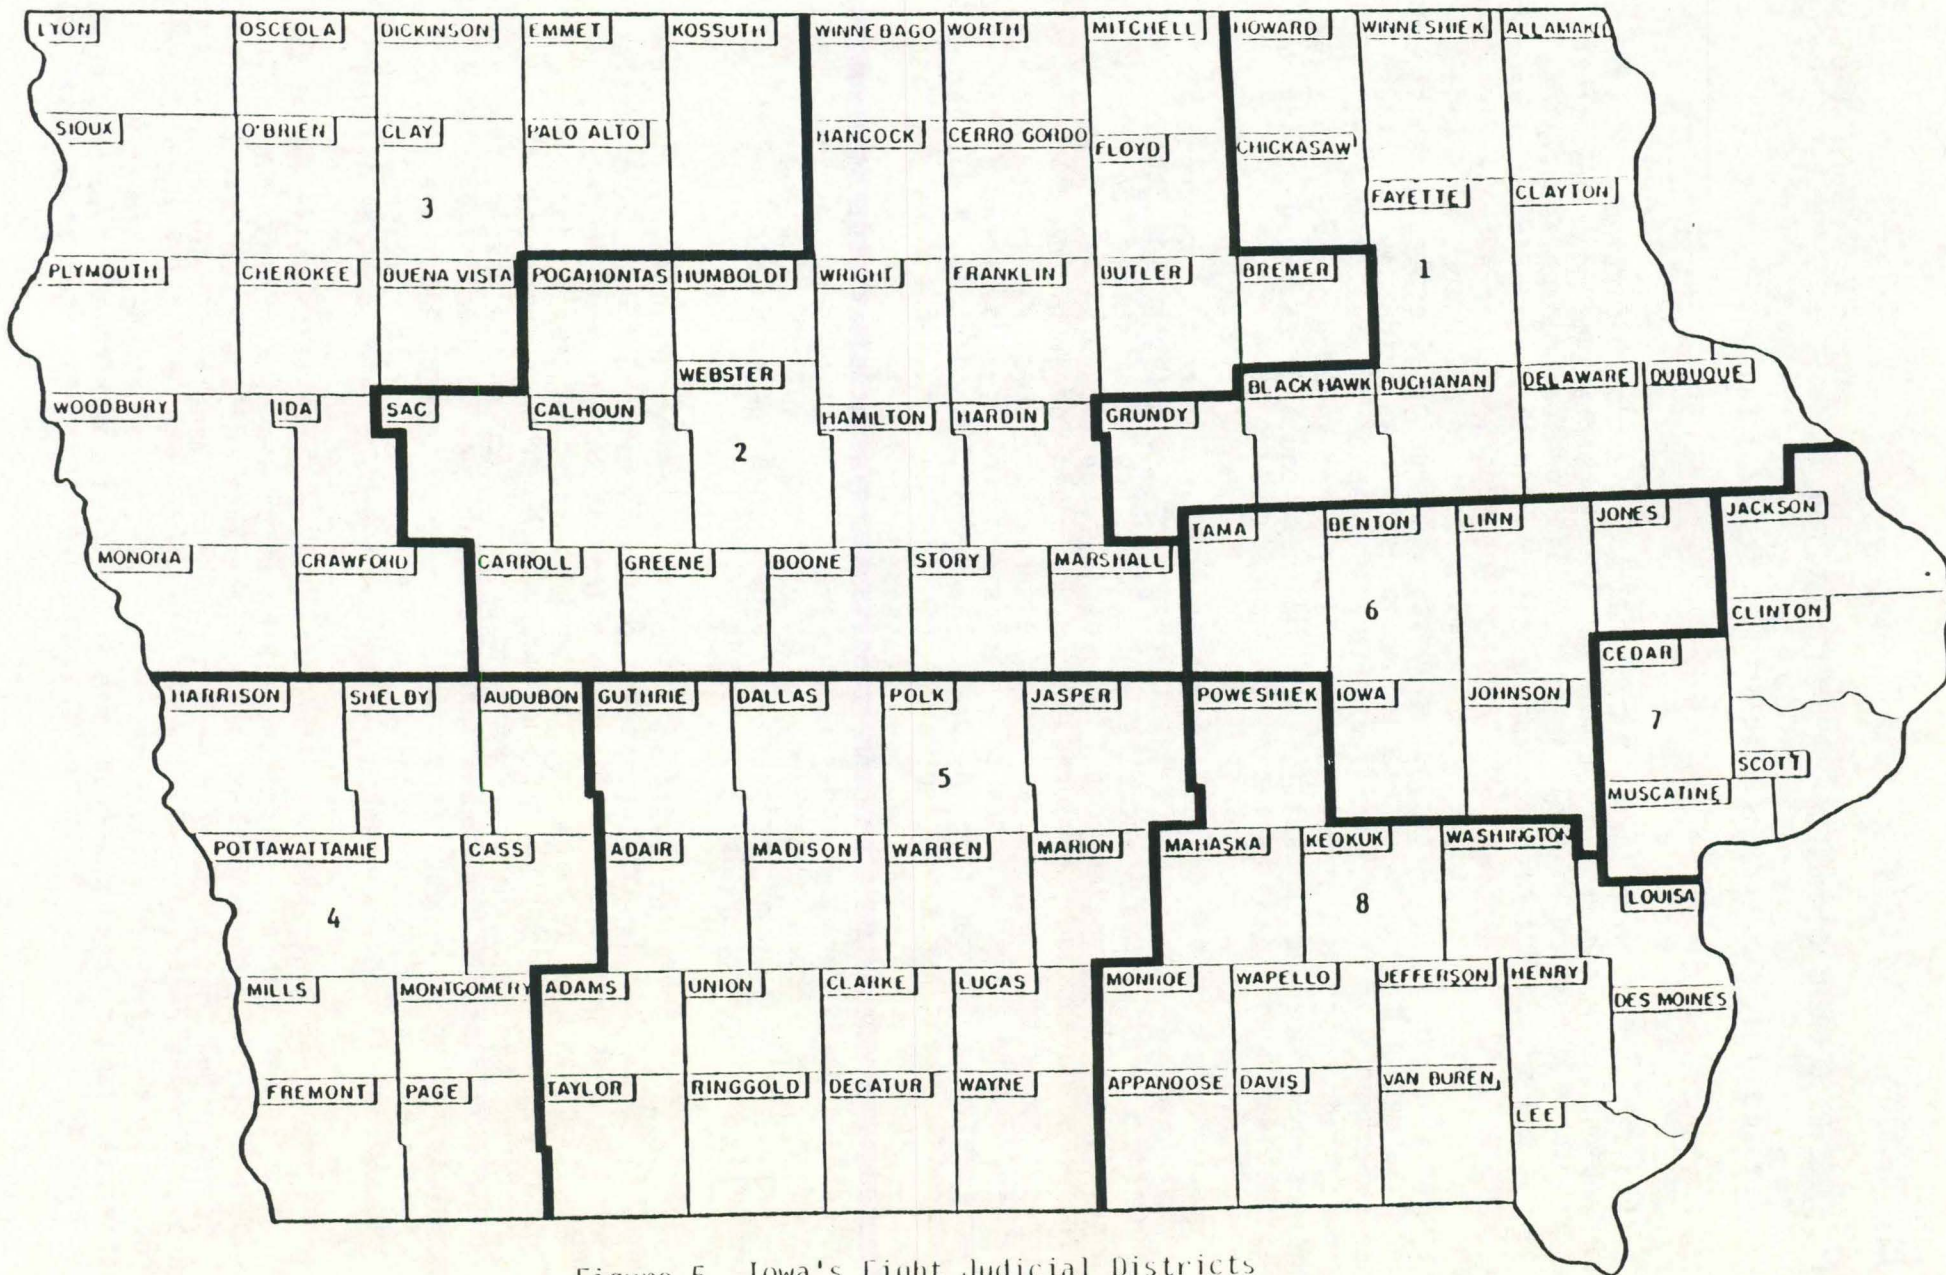 LYON OSCEOLA DICKINSON EMMET KOSSUTH WINNEBAGO WORTH MITCHELL HOWARD WINNESHIEK
SIOUX O'BRIEN CLAY PALO ALTO HANCOCK CERRO GORDO FLOYD CHICKASAW
FAYETTE CLAYTON
3
PLYMOUTH CHEROKEE BUENA VISTA POCAHONTAS HUMBOLDT WRIGHT FRANKLIN BUTLER BREMER 1
WEBSTER BLACK HAWK BUCHANAN DELAWARE DUBUQUE
WOODBURY IDA SAC CALHOUN HAMILTON HARDIN GRUNDY
2
TAMA BENTON LINN JONES JACKSON
MONONA CRAWFORD CARROLL GREENE BOONE STORY MARSHALL
6 CLINTON
CEDAR
HARRISON SHELBY AUDUBON GUTHRIE DALLAS POLK JASPER POWESHIEK IOWA JOHNSON
7
5 SCOTT
MUSCATINE
POTTAWATTAMIE CASS ADAIR MADISON WARREN MARION MAHASKA KEOKUK WASHINGTON
4 8 LOUISA
MILLS MONTGOMERY ADAMS UNION CLARKE LUCAS MONROE WAPELLO JEFFERSON HENRY
DES MOINES
FREMONT PAGE TAYLOR RINGGOLD DECATUR WAYNE APPANOOSE DAVIS VAN BUREN
LEE
Figure 5. Iowa's Eight Judicial Districts